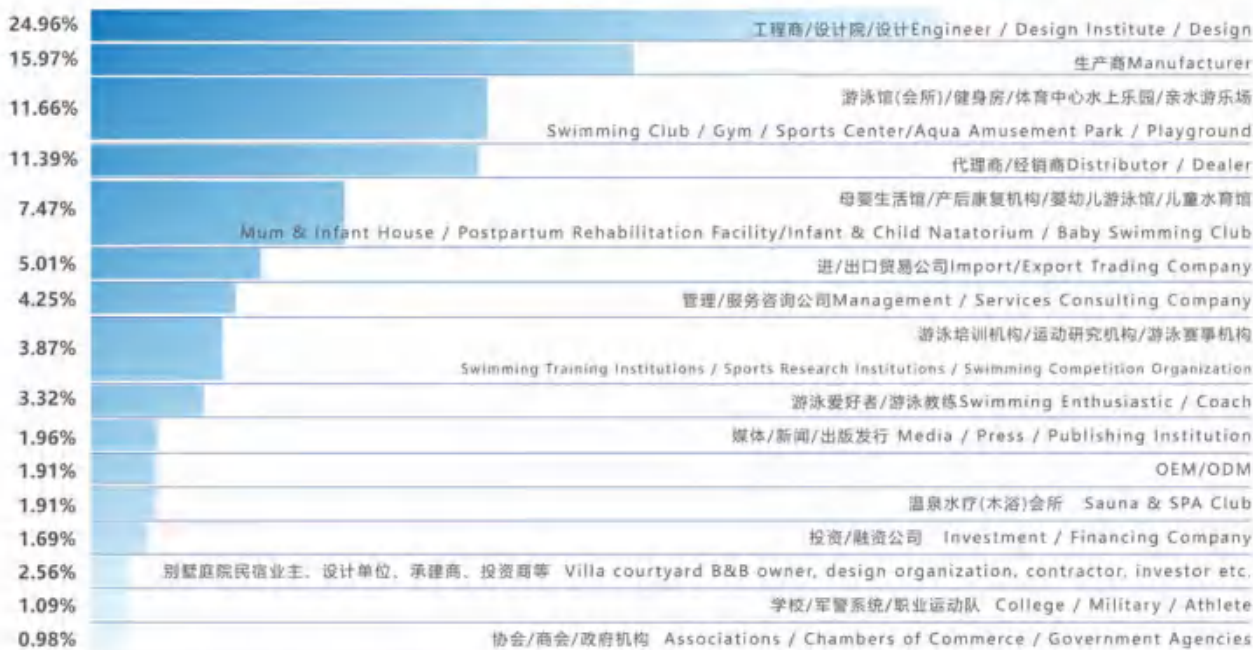 24.96% 工程商/设计院/设计Engineer / Design Institute / Design
15.97% 生产商Manufacturer
11.66% 游泳馆(会所)/健身房/体育中心水上乐园/亲水游乐场
Swimming Club / Gym / Sports Center/Aqua Amusement Park / Playground
11.39% 代理商/经销商Distributor / Dealer
7.47% 母婴生活馆/产后康复机构/婴幼儿游泳馆/儿童水育馆
Mum & Infant House / Postpartum Rehabilitation Facility/Infant & Child Natatorium / Baby Swimming Club
5.01% 进/出口贸易公司Import/Export Trading Company
4.25% 管理/服务咨询公司Management / Services Consulting Company
3.87% 游泳培训机构/运动研究机构/游泳赛事机构
Swimming Training Institutions / Sports Research Institutions / Swimming Competition Organization
3.32% 游泳爱好者/游泳教练Swimming Enthusiastic / Coach
1.96% 媒体/新闻/出版发行 Media / Press / Publishing Institution
1.91% OEM/ODM
1.91% 温泉水疗(木浴)会所 Sauna & SPA Club
1.69% 投资/融资公司 Investment / Financing Company
2.56% 别墅庭院民宿业主、设计单位、承建商、投资商等 Villa courtyard B&B owner, design organization, contractor, investor etc.
1.09% 学校/军警系统/职业运动队 College / Military / Athlete
0.98% 协会/商会/政府机构 Associations / Chambers of Commerce / Government Agencies